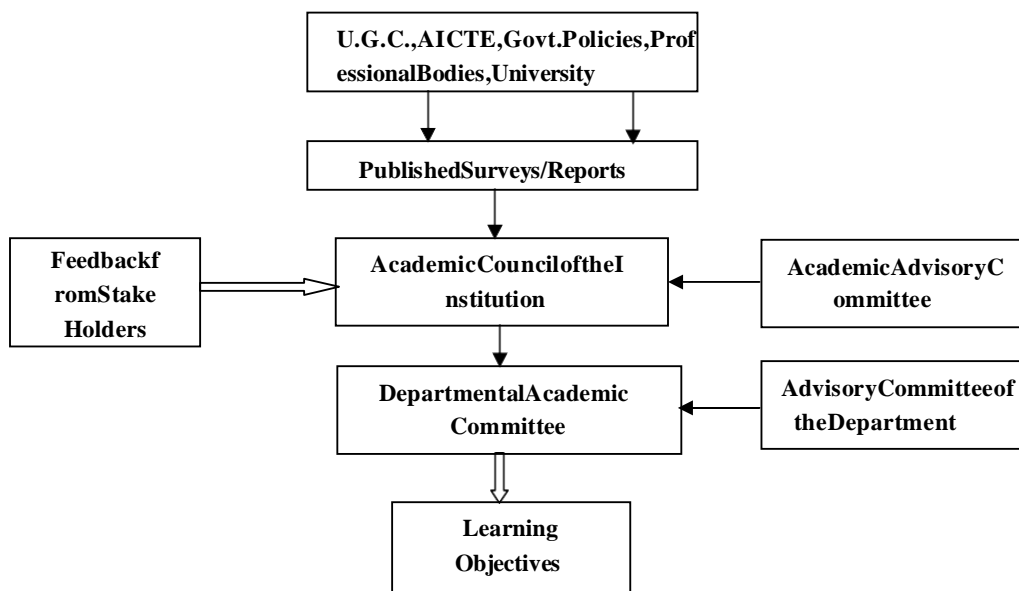 U.G.C.,AICTE,Govt.Policies,Prof
essionalBodies,University
PublishedSurveys/Reports
Feedbackf
romStake
Holders
AcademicCounciloftheI
nstitution
AcademicAdvisoryC
ommittee
DepartmentalAcademic
Committee
AdvisoryCommitteeof
theDepartment
Learning
Objectives